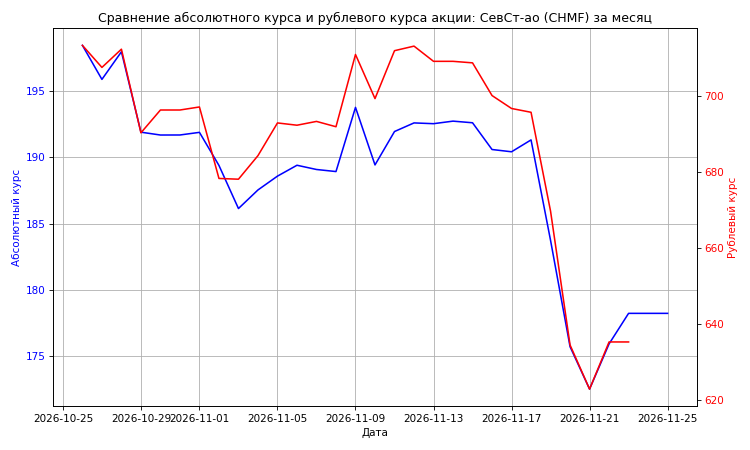 Сравнение абсолютного курса и рублевого курса акции: СевСт-ао (CHMF) за месяц
Абсолютный курс
195
190
185
180
175
700
680
660
640
620
Рублевый курс
2026-10-25 2026-10-29 2026-11-01 2026-11-05 2026-11-09 2026-11-13 2026-11-17 2026-11-21 2026-11-25
Дата